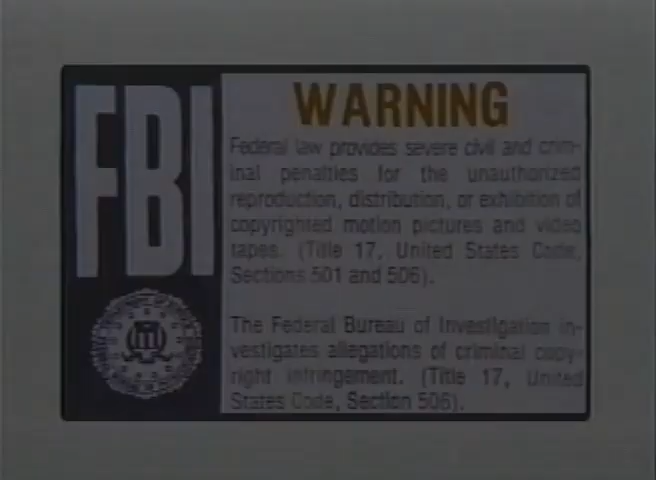 FBI
WARNING
Federal law provides severe civil and crim-
inal penalties for the unauthorized
reproduction, distribution, or exhibition of
copyrighted motion pictures and video
tapes. (Title 17, United States Code,
Sections 501 and 506).
The Federal Bureau of Investigation in-
vestigates allegations of criminal copy-
right infringement. (Title 17, United
States Code, Section 506).